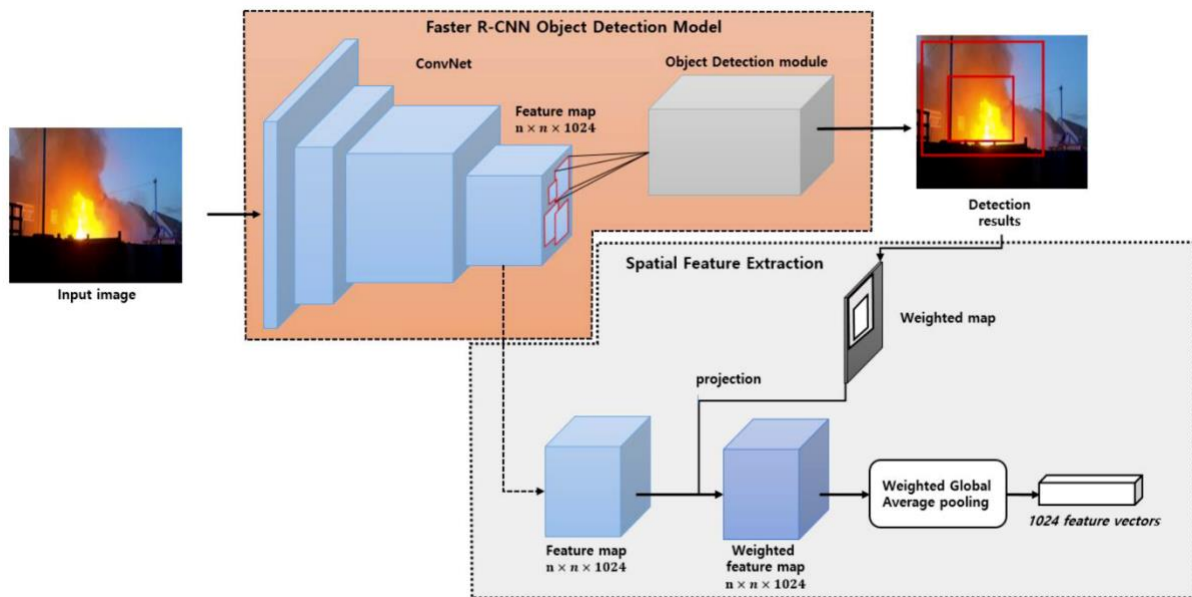 Faster R-CNN Object Detection Model
ConvNet
Object Detection module
Feature map
n × n × 1024
Input image
Detection
results
Spatial Feature Extraction
Weighted map
projection
Weighted Global
Average pooling
1024 feature vectors
Feature map
n × n × 1024
Weighted
feature map
n × n × 1024